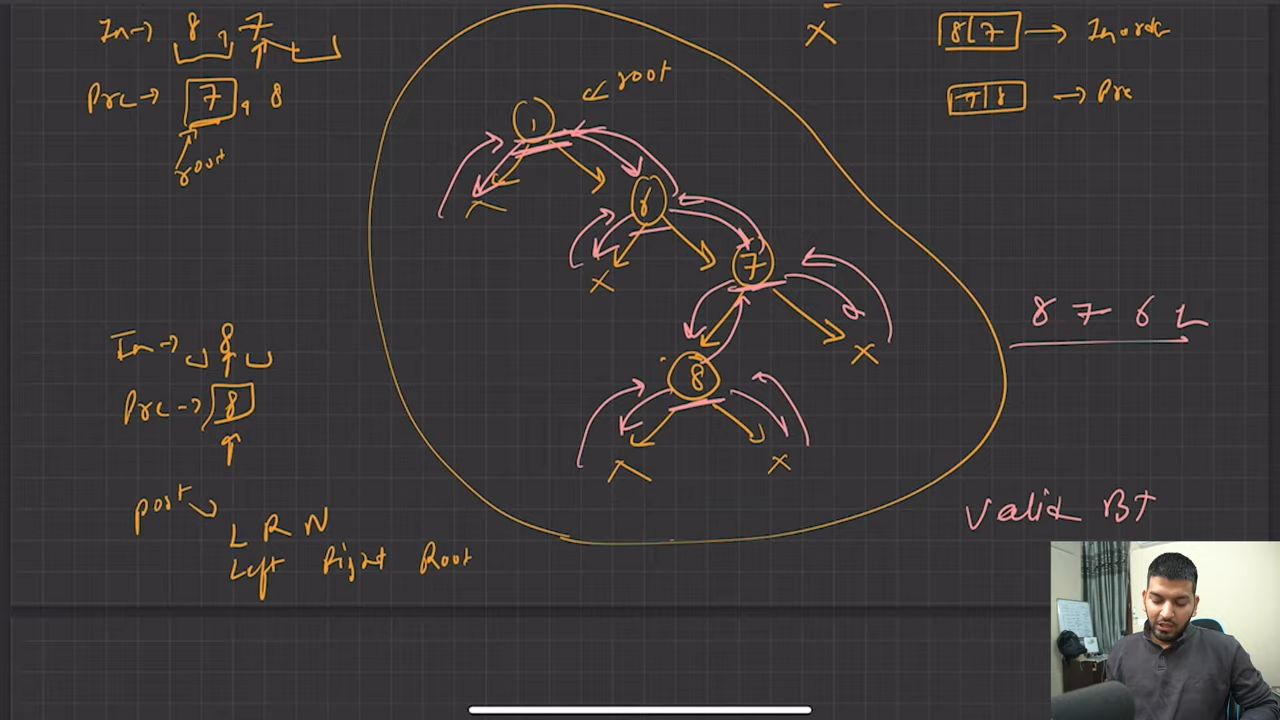 In → 8, 7
Pre → 7, 8
root
X
8 | 7 → Inorder
7 | 8 → Pre
root
1
6
X
7
X
8
X
8 7 6 1
In → 8
Pre → 8
post
L R N
Left Right Root
Valid BT